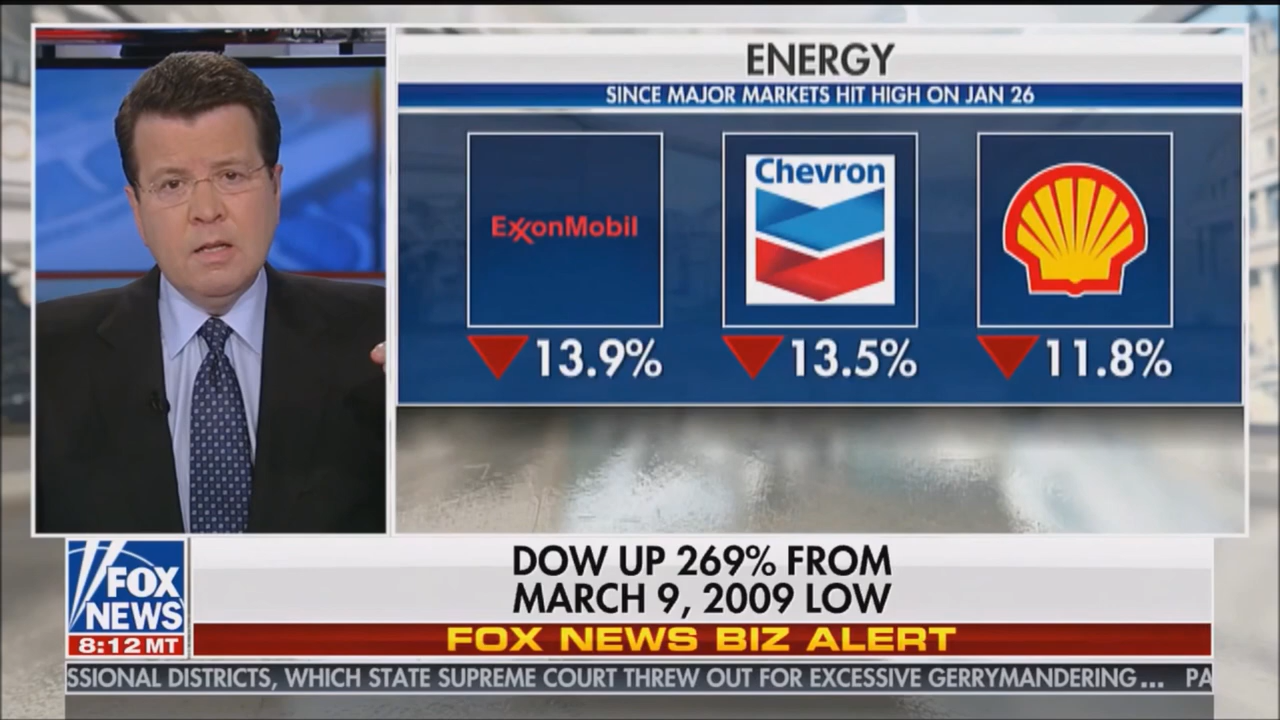 ENERGY
SINCE MAJOR MARKETS HIT HIGH ON JAN 26
ExxonMobil
Chevron
13.9%
13.5%
11.8%
DOW UP 269% FROM
MARCH 9, 2009 LOW
FOX
NEWS
8:12 MT
FOX NEWS BIZ ALERT
SSIONAL DISTRICTS, WHICH STATE SUPREME COURT THREW OUT FOR EXCESSIVE GERRYMANDERING... PA